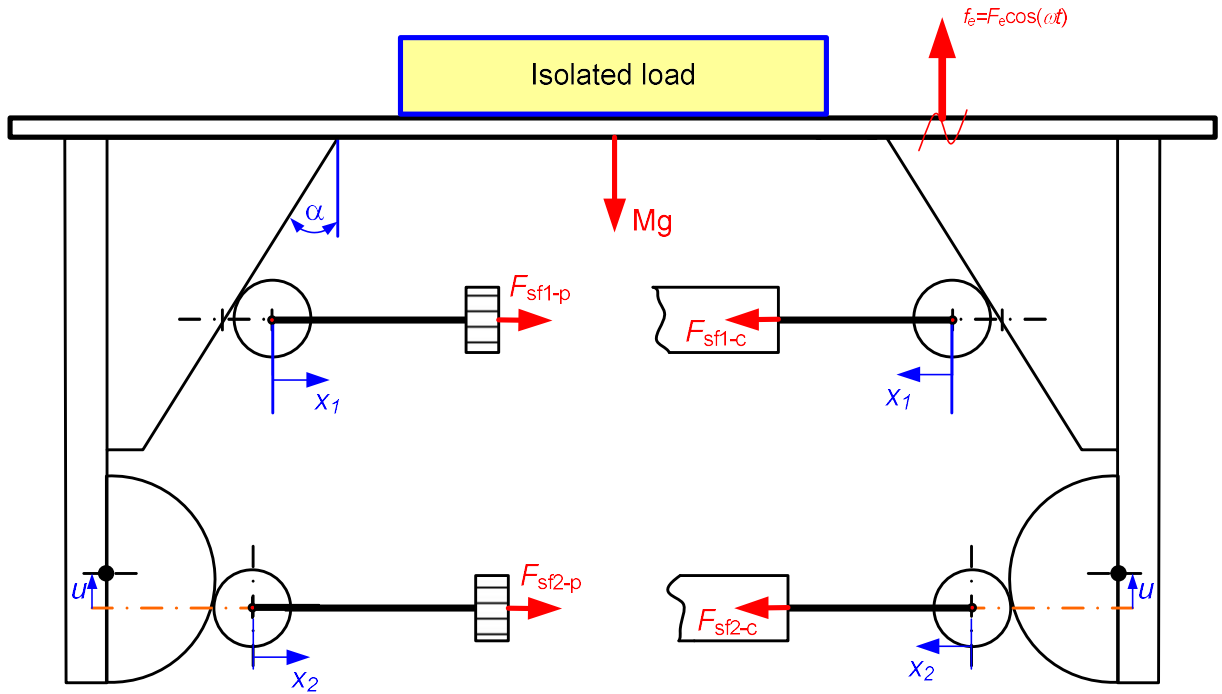 fe=Fecos(ωt)
Isolated load
α
Mg
Fsf1-p
Fsf1-c
x1
x1
Fsf2-p
u
u
Fsf2-c
x2
x2